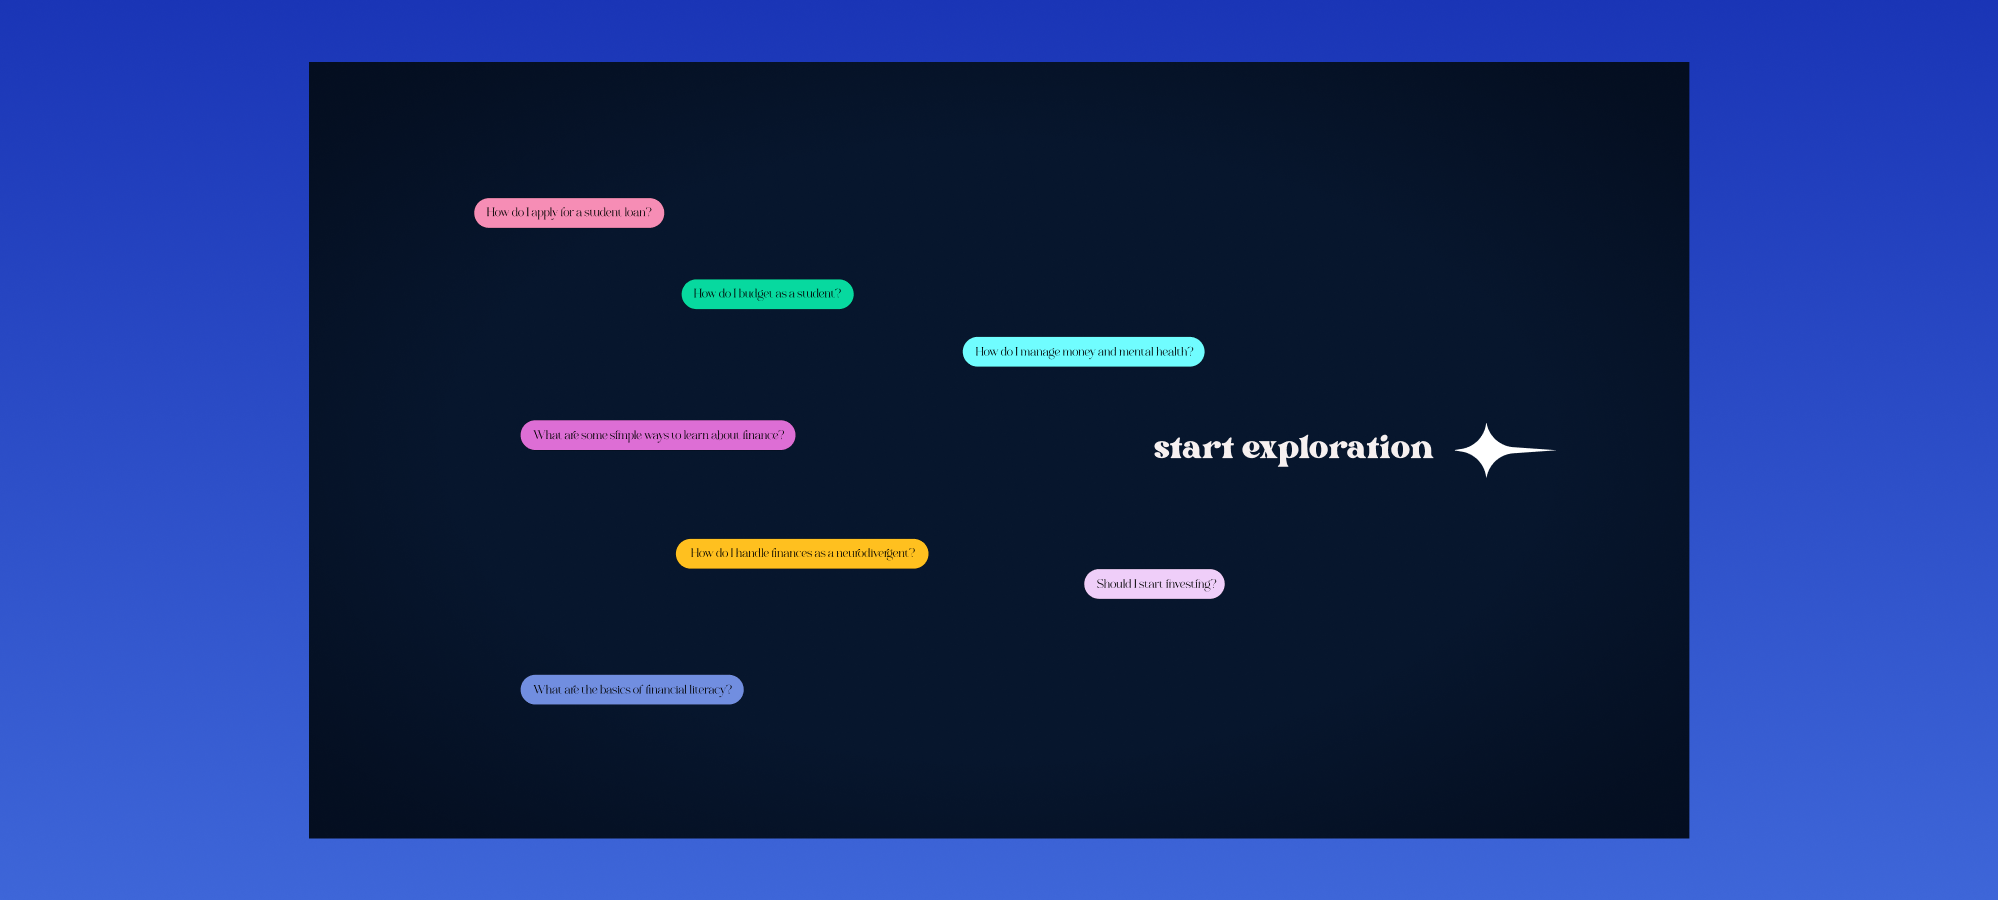 How do I apply for a student loan?
How do I budget as a student?
How do I manage money and mental health?
What are some simple ways to learn about finance?
start exploration
How do I handle finances as a neurodivergent?
Should I start investing?
What are the basics of financial literacy?